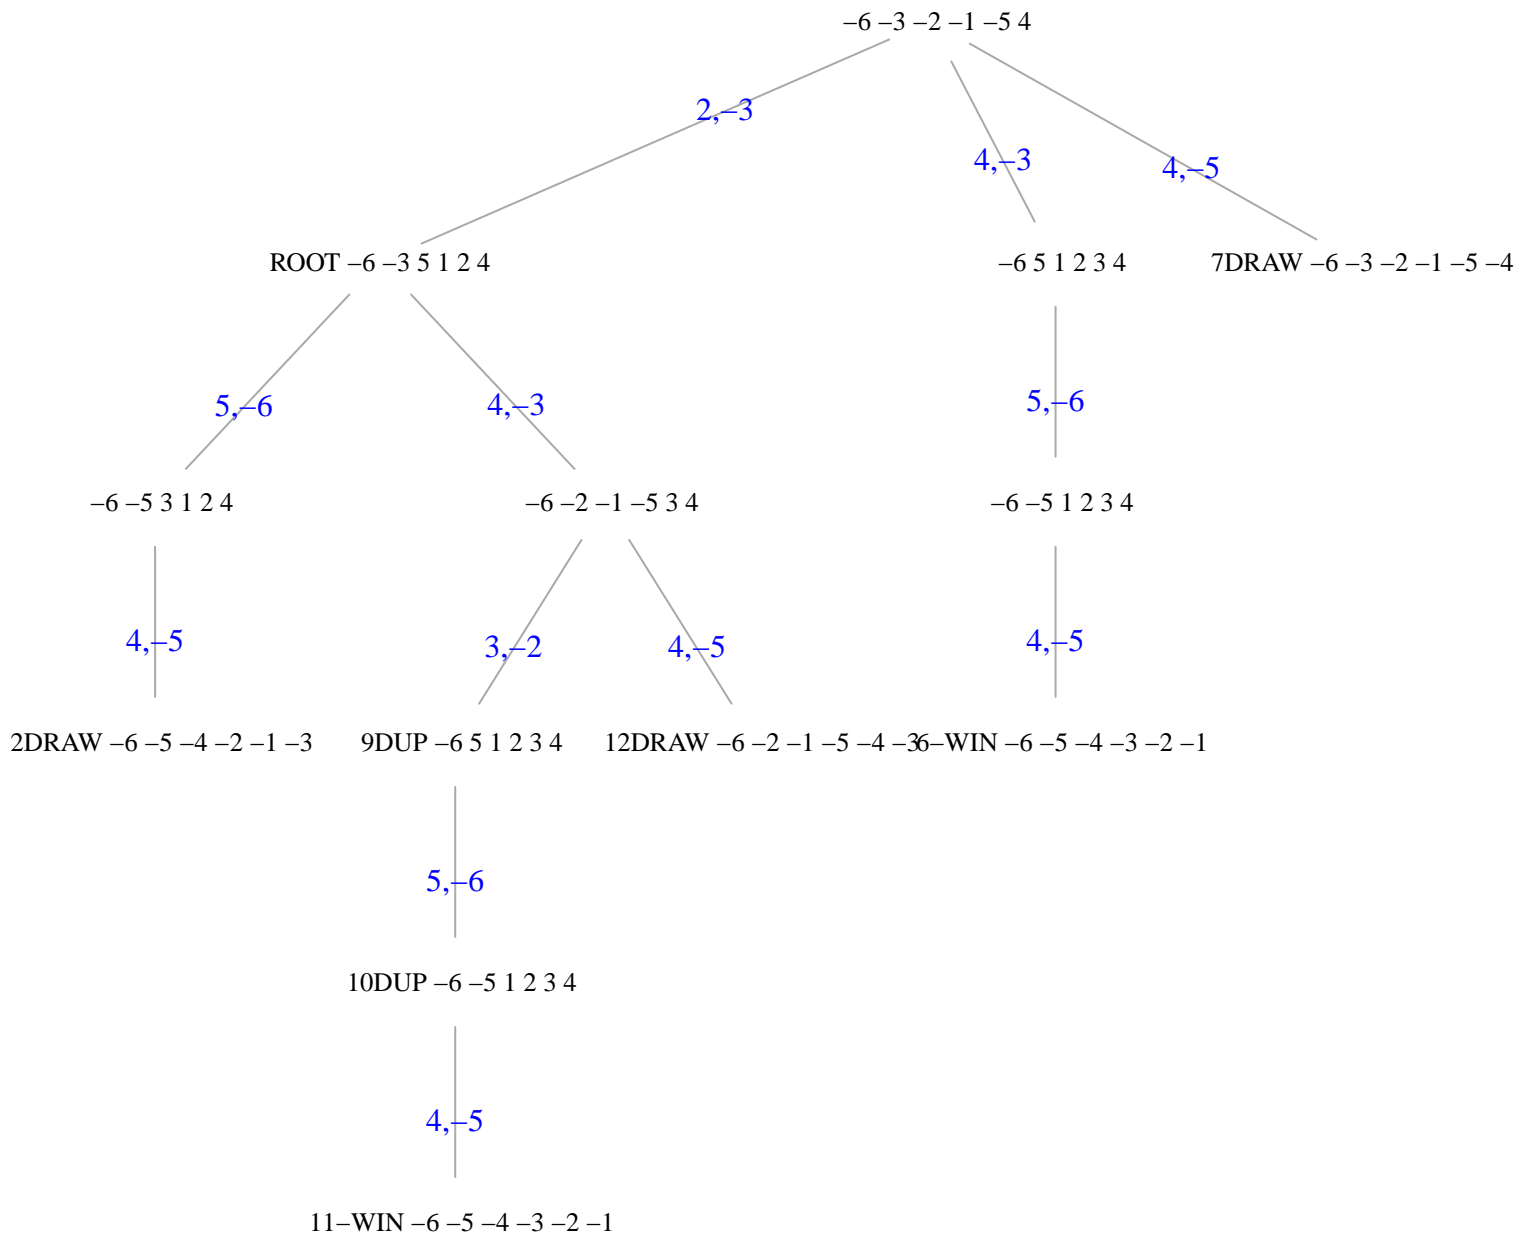 –6 –3 –2 –1 –5 4
2,–3
4,–3
4,–5
ROOT –6 –3 5 1 2 4
–6 5 1 2 3 4
7DRAW –6 –3 –2 –1 –5 –4
5,–6
4,–3
5,–6
–6 –5 3 1 2 4
–6 –2 –1 –5 3 4
–6 –5 1 2 3 4
4,–5
3,–2
4,–5
4,–5
2DRAW –6 –5 –4 –2 –1 –3
9DUP –6 5 1 2 3 4
12DRAW –6 –2 –1 –5 –4 –3
6–WIN –6 –5 –4 –3 –2 –1
5,–6
10DUP –6 –5 1 2 3 4
4,–5
11–WIN –6 –5 –4 –3 –2 –1